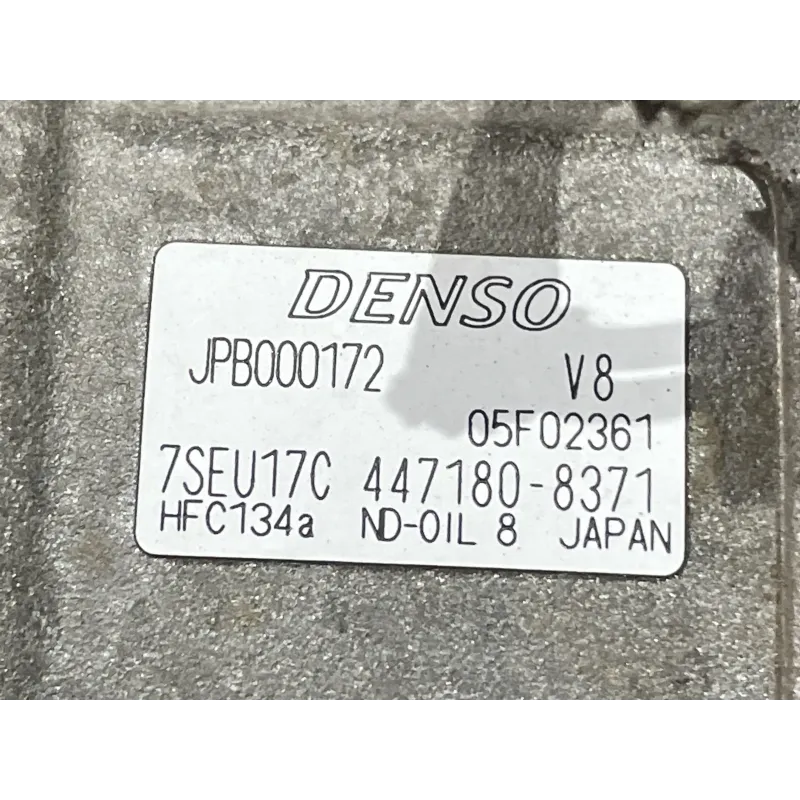 DENSO
JPB000172 V8
05F02361
7SEU17C 447180-8371
HFC134a ND-OIL 8 JAPAN